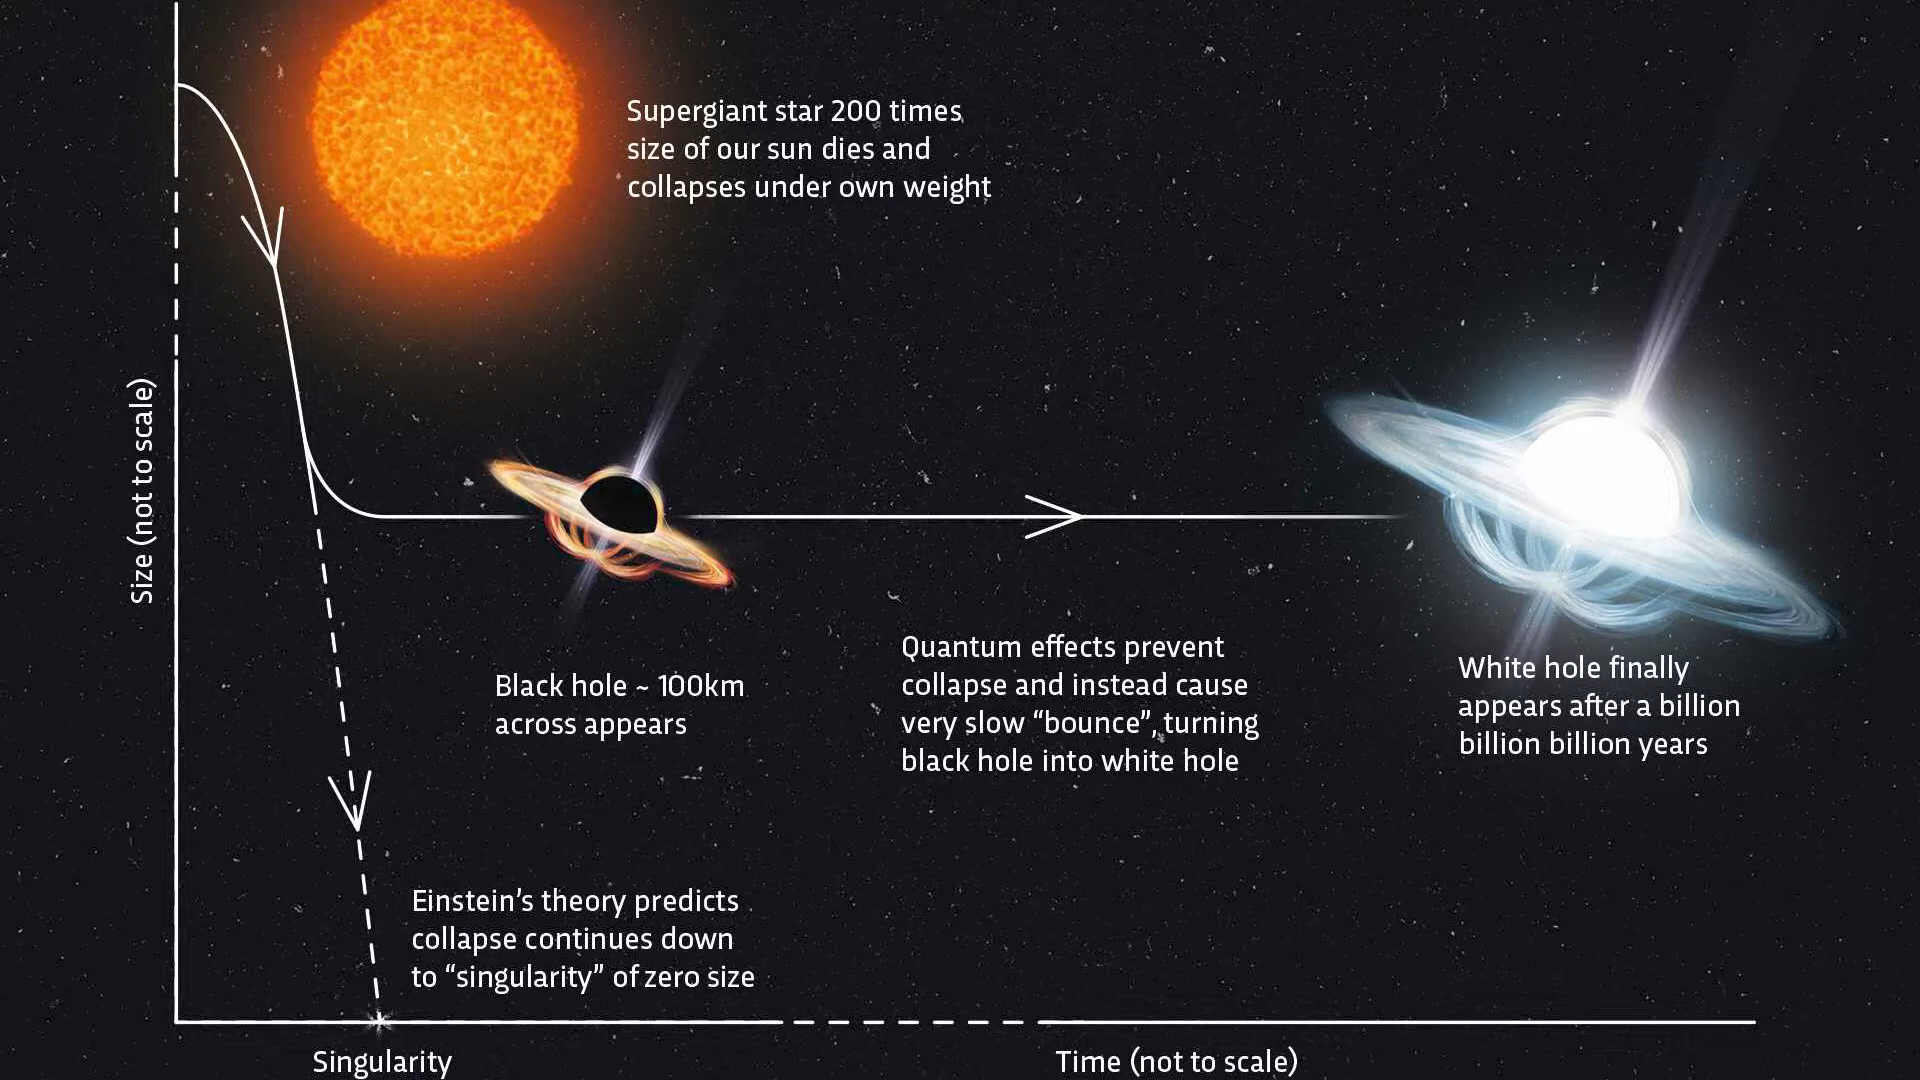 Supergiant star 200 times
size of our sun dies and
collapses under own weight
Size (not to scale)
Black hole ~ 100km
across appears
Quantum effects prevent
collapse and instead cause
very slow “bounce”, turning
black hole into white hole
White hole finally
appears after a billion
billion billion years
Einstein’s theory predicts
collapse continues down
to “singularity” of zero size
Singularity
Time (not to scale)